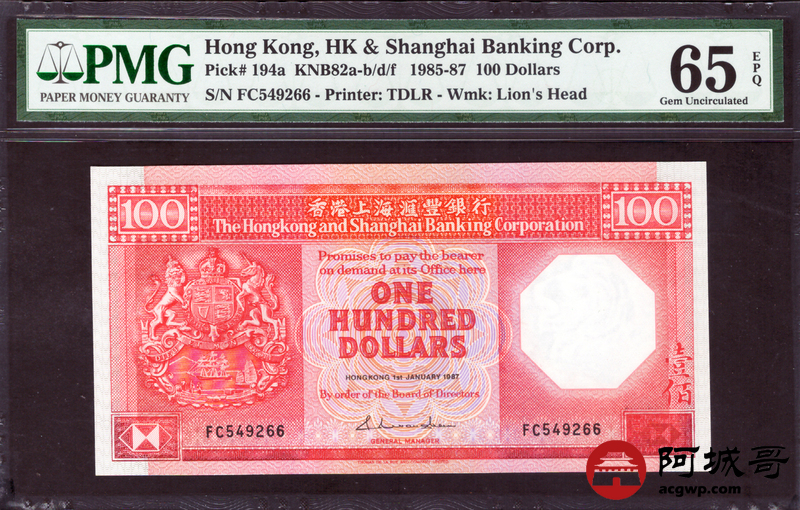 PMG
PAPER MONEY GUARANTY
Hong Kong, HK & Shanghai Banking Corp.
Pick# 194a KNB82a-b/d/f 1985-87 100 Dollars
S/N FC549266 - Printer: TDLR - Wmk: Lion's Head
65
EPQ
Gem Uncirculated
100
香港上海滙豐銀行
The Hongkong and Shanghai Banking Corporation
100
Promises to pay the bearer
on demand at its Office here
ONE
HUNDRED
DOLLARS
HONGKONG 1st JANUARY 1987
By order of the Board of Directors
壹佰
FC549266
GENERAL MANAGER
FC549266
阿城哥
acgwp.com